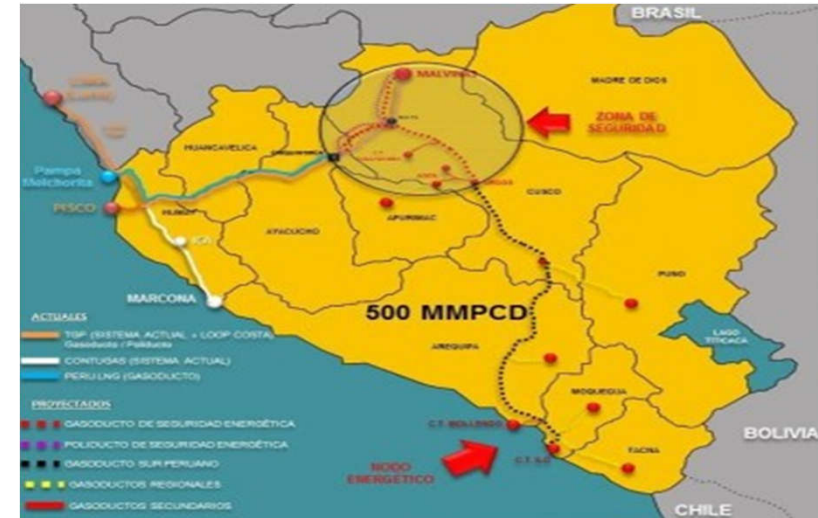 BRASIL
MALVINAS
MADRE DE DIOS
ZONA DE
SEGURIDAD
HUANCAVELICA
Pampa
Melchorita
CUSCO
PISCO
APURIMAC
AYACUCHO
ICA
PUNO
MARCONA
500 MMPCD
ACTUALES
LAGO
TITICACA
TGP (SISTEMA ACTUAL + LOOP COSTA)
Gasoducto / Poliducto
AREQUIPA
CONTUGAS (SISTEMA ACTUAL)
PERU LNG (GASODUCTO)
MOQUEGUA
PROYECTADOS
GASODUCTO DE SEGURIDAD ENERGÉTICA
C.T. MOLLENDO
BOLIVIA
POLIDUCTO DE SEGURIDAD ENERGÉTICA
TACNA
GASODUCTO SUR PERUANO
NODO
ENERGÉTICO
C.T. ILO
GASODUCTOS REGIONALES
GASODUCTOS SECUNDARIOS
CHILE